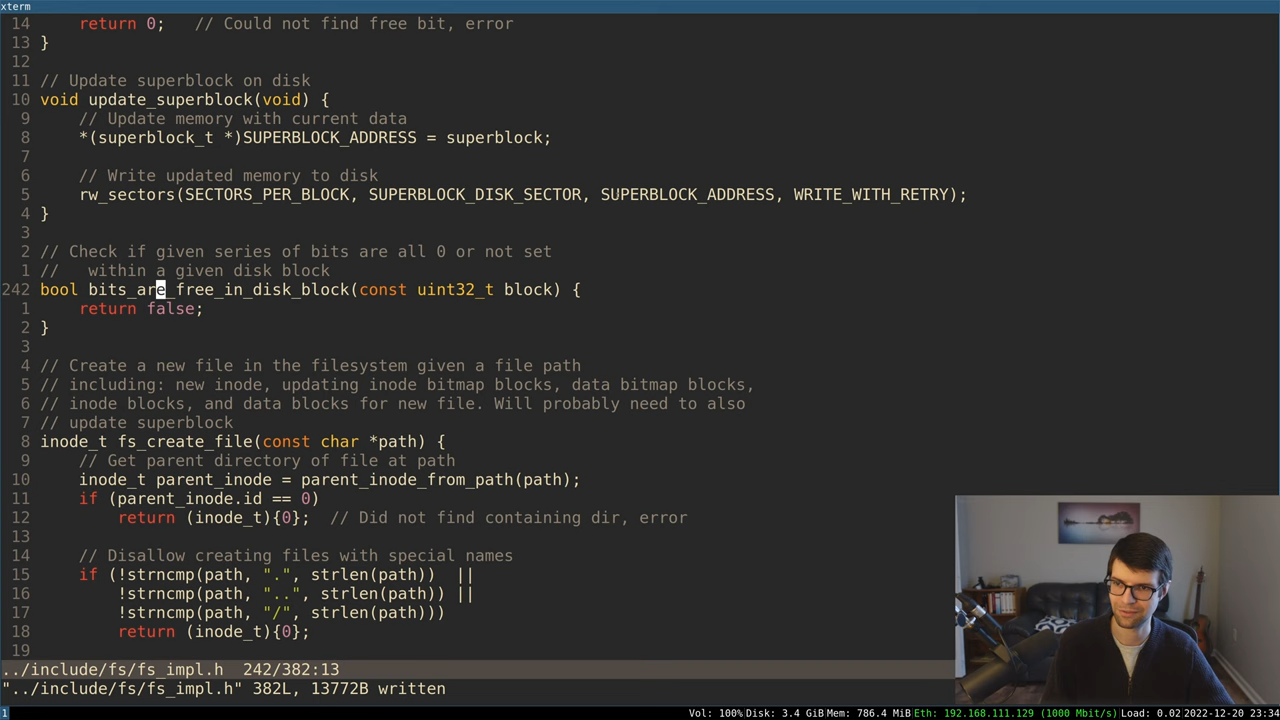 xterm
14     return 0;   // Could not find free bit, error
13 }
12
11 // Update superblock on disk
10 void update_superblock(void) {
9     // Update memory with current data
8     *(superblock_t *)SUPERBLOCK_ADDRESS = superblock;
7
6     // Write updated memory to disk
5     rw_sectors(SECTORS_PER_BLOCK, SUPERBLOCK_DISK_SECTOR, SUPERBLOCK_ADDRESS, WRITE_WITH_RETRY);
4 }
3
2 // Check if given series of bits are all 0 or not set
1 //   within a given disk block
242 bool bits_are_free_in_disk_block(const uint32_t block) {
1     return false;
2 }
3
4 // Create a new file in the filesystem given a file path
5 // including: new inode, updating inode bitmap blocks, data bitmap blocks,
6 // inode blocks, and data blocks for new file. Will probably need to also
7 // update superblock
8 inode_t fs_create_file(const char *path) {
9     // Get parent directory of file at path
10     inode_t parent_inode = parent_inode_from_path(path);
11     if (parent_inode.id == 0)
12         return (inode_t){0};  // Did not find containing dir, error
13
14     // Disallow creating files with special names
15     if (!strncmp(path, ".", strlen(path))  ||
16         !strncmp(path, "..", strlen(path)) ||
17         !strncmp(path, "/", strlen(path)))
18         return (inode_t){0};
19
../include/fs/fs_impl.h  242/382:13
"../include/fs/fs_impl.h" 382L, 13772B written
1 Vol: 100% Disk: 3.4 GiB Mem: 786.4 MiB Eth: 192.168.111.129 (1000 Mbit/s) Load: 0.02 2022-12-20 23:34